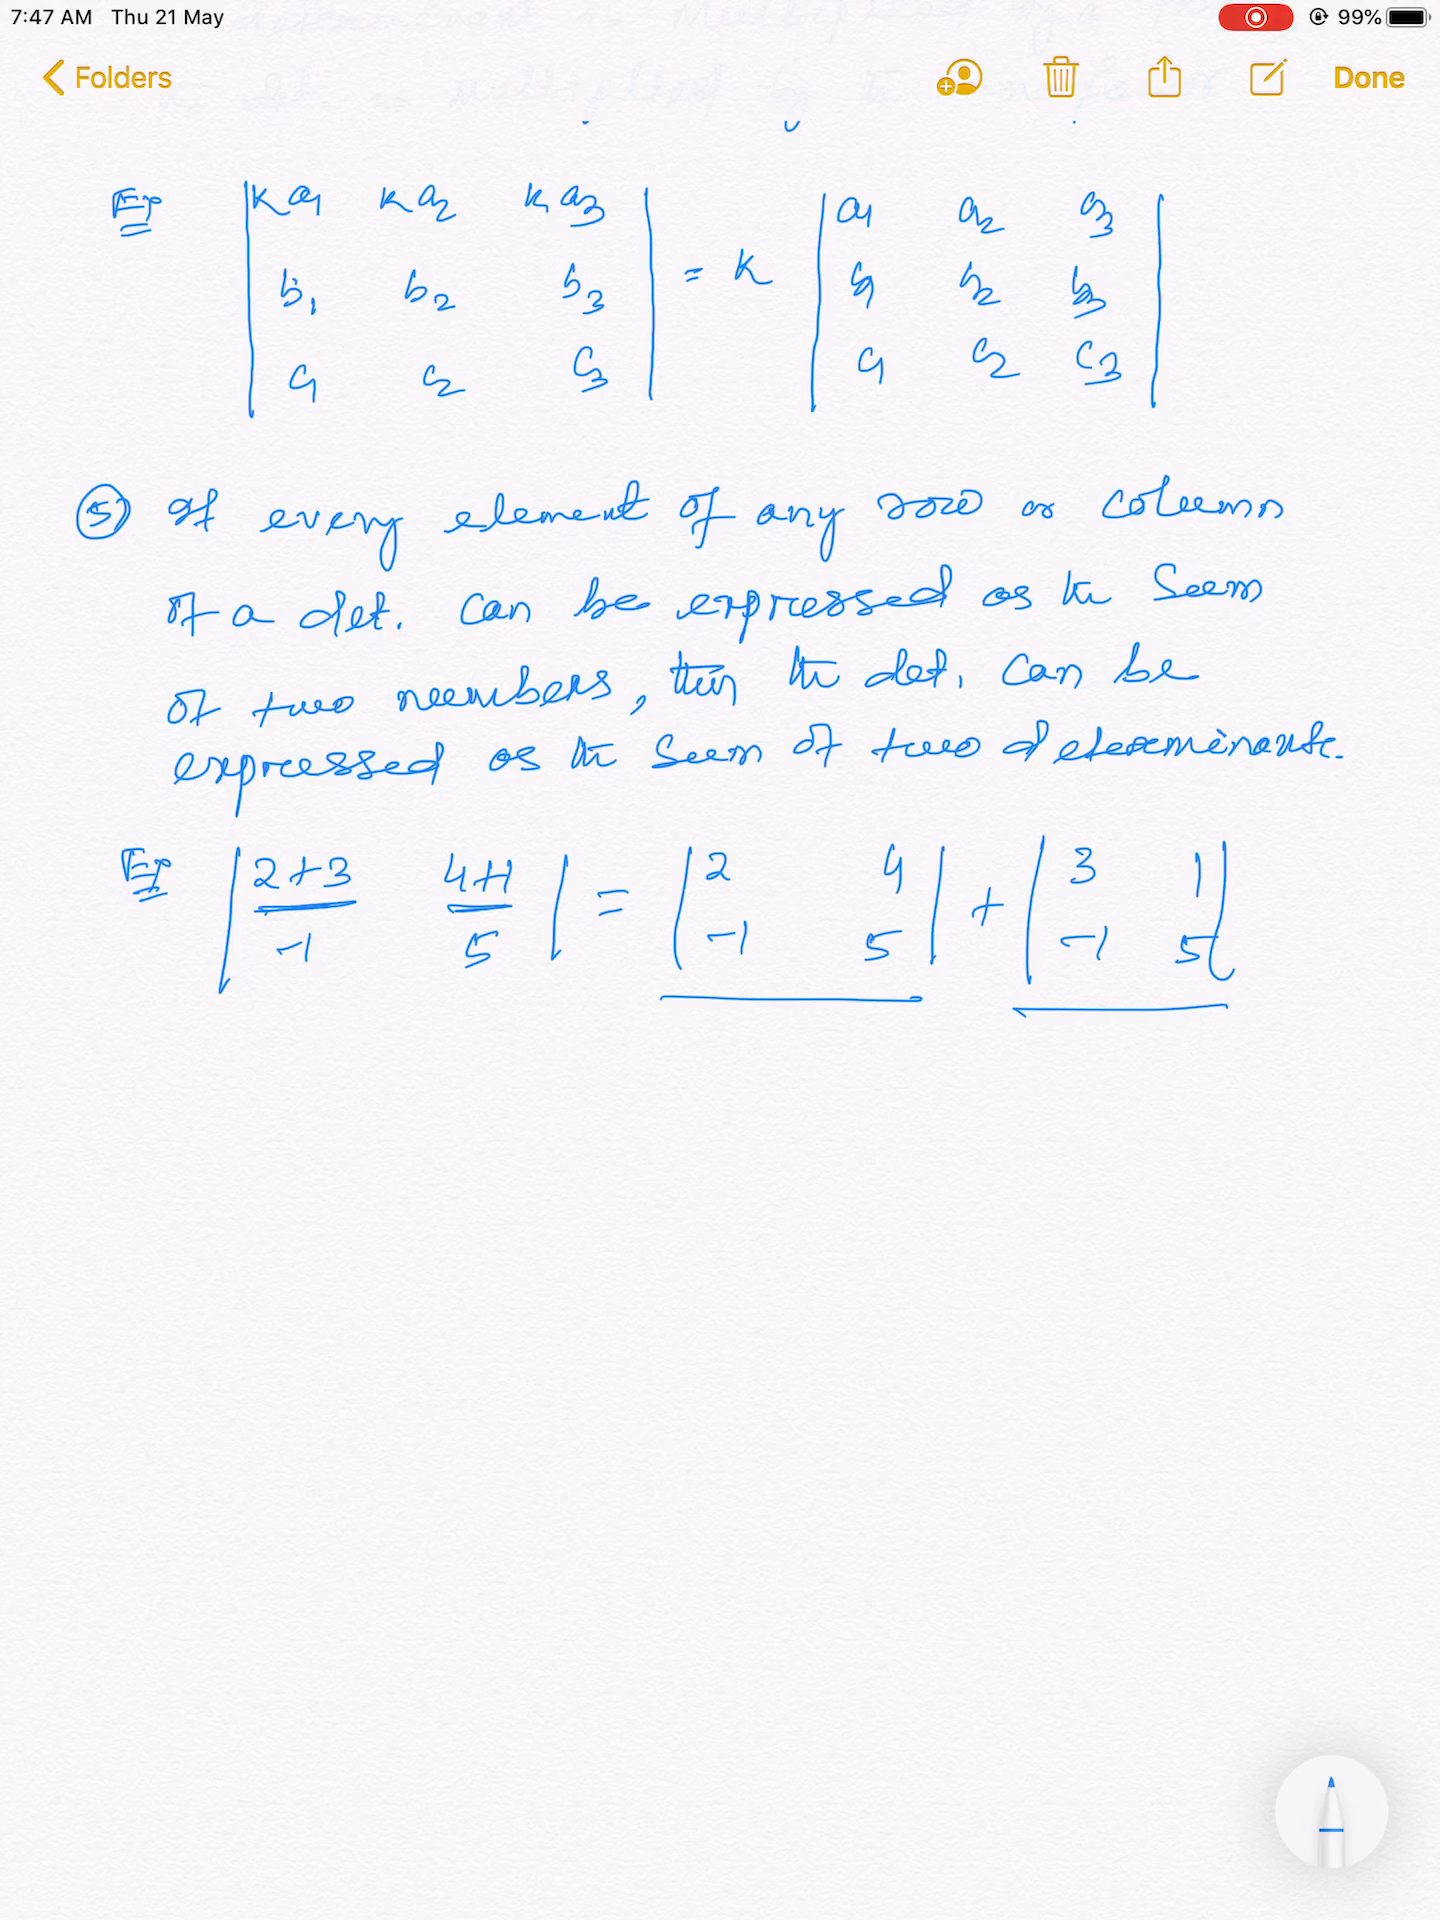 7:47 AM Thu 21 May
99%
Folders
Done
Ex |ka1 ka2 ka3| = k |a1 a2 a3|
|b1 b2 b3| |b1 b2 b3|
|c1 c2 c3| |c1 c2 c3|
(5) If every element of any row or column
of a det. can be expressed as the sum
of two numbers, then the det. can be
expressed as the sum of two determinants.
Ex |2+3 4+1| = |2 4| + |3 1|
|-1 5| |-1 5| |-1 5|